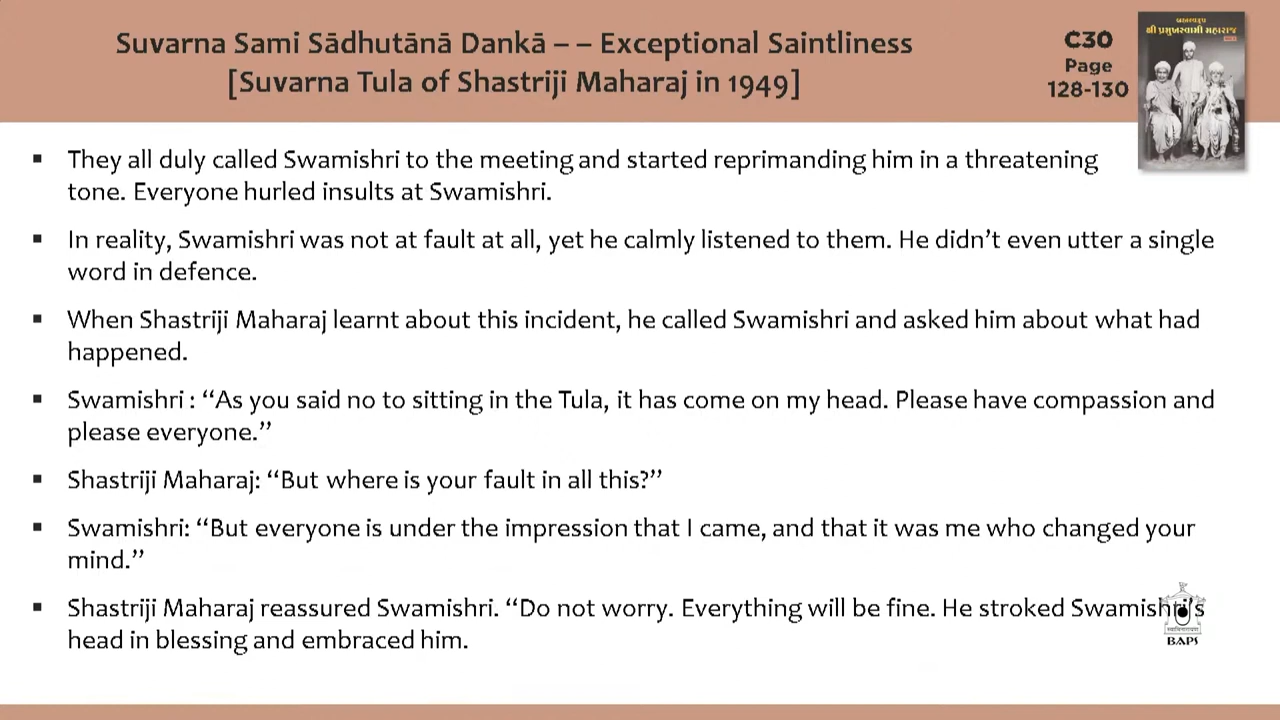 Suvarna Sami Sādhutānā Dankā – – Exceptional Saintliness
[Suvarna Tula of Shastriji Maharaj in 1949]
C30
Page
128-130
શ્રી પ્રમુખસ્વામી મહારાજ
▪ They all duly called Swamishri to the meeting and started reprimanding him in a threatening
tone. Everyone hurled insults at Swamishri.
▪ In reality, Swamishri was not at fault at all, yet he calmly listened to them. He didn’t even utter a single
word in defence.
▪ When Shastriji Maharaj learnt about this incident, he called Swamishri and asked him about what had
happened.
▪ Swamishri : “As you said no to sitting in the Tula, it has come on my head. Please have compassion and
please everyone.”
▪ Shastriji Maharaj: “But where is your fault in all this?”
▪ Swamishri: “But everyone is under the impression that I came, and that it was me who changed your
mind.”
▪ Shastriji Maharaj reassured Swamishri. “Do not worry. Everything will be fine. He stroked Swamishri’s
head in blessing and embraced him.
BAPS